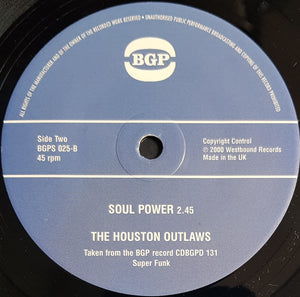 ALL RIGHTS OF THE MANUFACTURER AND OF THE OWNER OF THE RECORDED WORK RESERVED • UNAUTHORISED PUBLIC PERFORMANCE BROADCASTING AND COPYING OF THIS RECORD PROHIBITED
BGP
Side Two
BGPS 025-B
45 rpm
Copyright Control
℗ 2000 Westbound Records
Made in the UK
SOUL POWER 2.45
THE HOUSTON OUTLAWS
Taken from the BGP record CDBGPD 131
Super Funk